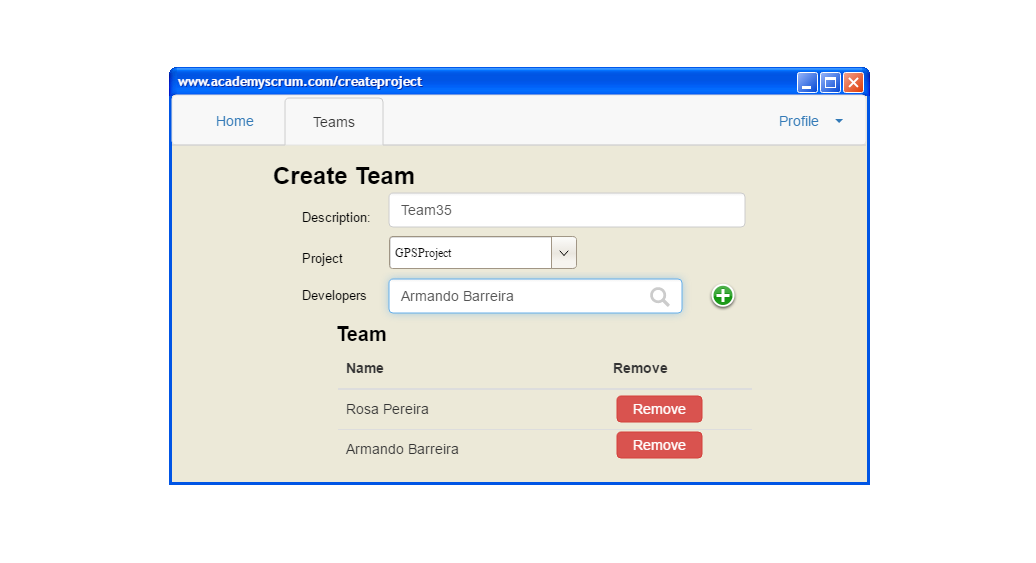 www.academyscrum.com/createproject
Home Teams Profile
Create Team
Description: Team35
Project GPSProject
Developers Armando Barreira
Team
Name Remove
Rosa Pereira Remove
Armando Barreira Remove